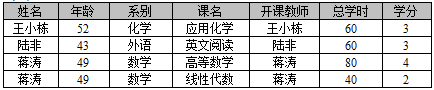 姓名 年龄 系别 课名 开课教师 总学时 学分
王小栋 52 化学 应用化学 王小栋 60 3
陆非 43 外语 英文阅读 陆非 60 3
蒋涛 49 数学 高等数学 蒋涛 80 4
蒋涛 49 数学 线性代数 蒋涛 40 2